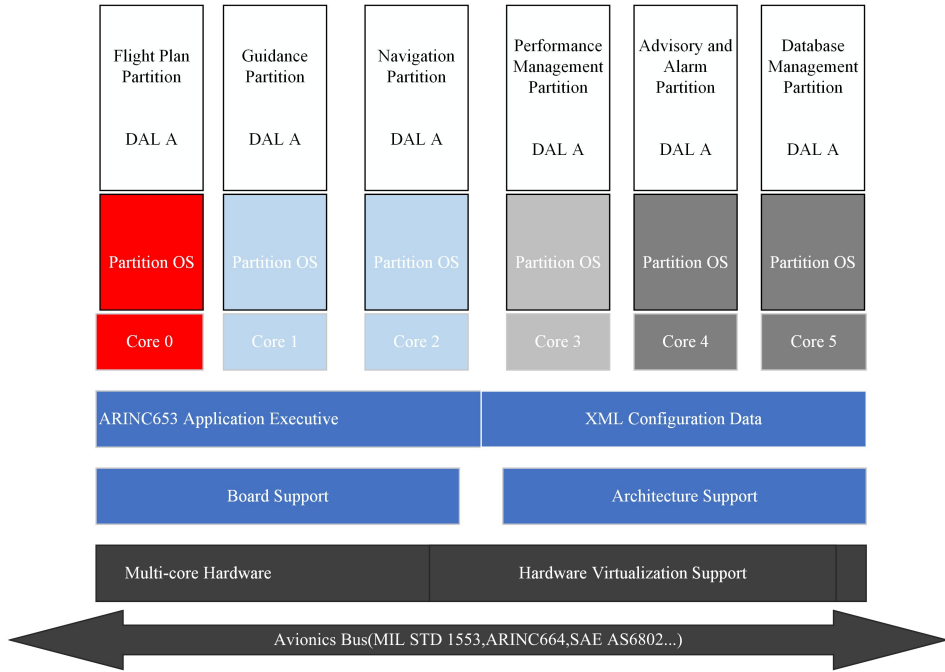 Flight Plan
Partition
DAL A
Guidance
Partition
DAL A
Navigation
Partition
DAL A
Performance
Management
Partition
DAL A
Advisory and
Alarm
Partition
DAL A
Database
Management
Partition
DAL A
Partition OS
Partition OS
Partition OS
Partition OS
Partition OS
Partition OS
Core 0
Core 1
Core 2
Core 3
Core 4
Core 5
ARINC653 Application Executive
XML Configuration Data
Board Support
Architecture Support
Multi-core Hardware
Hardware Virtualization Support
Avionics Bus(MIL STD 1553,ARINC664,SAE AS6802...)